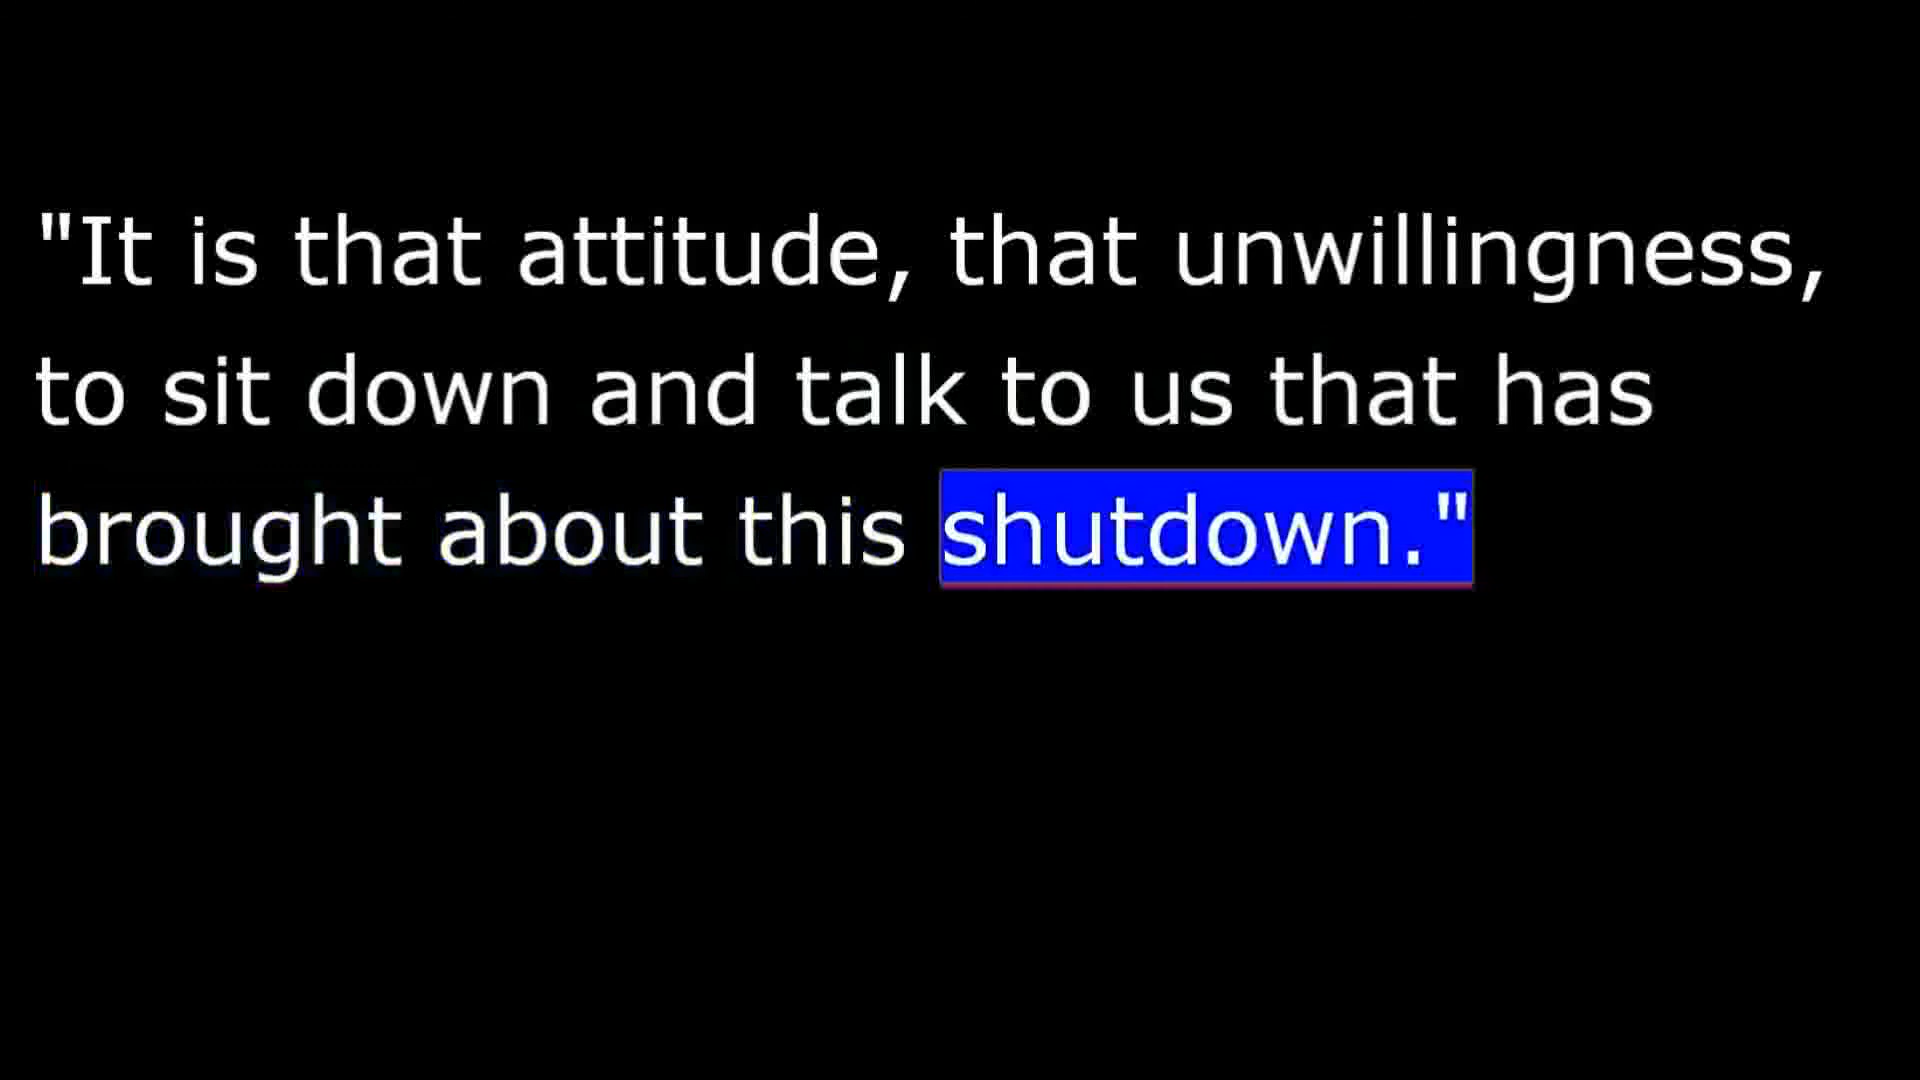 "It is that attitude, that unwillingness,
to sit down and talk to us that has
brought about this shutdown."